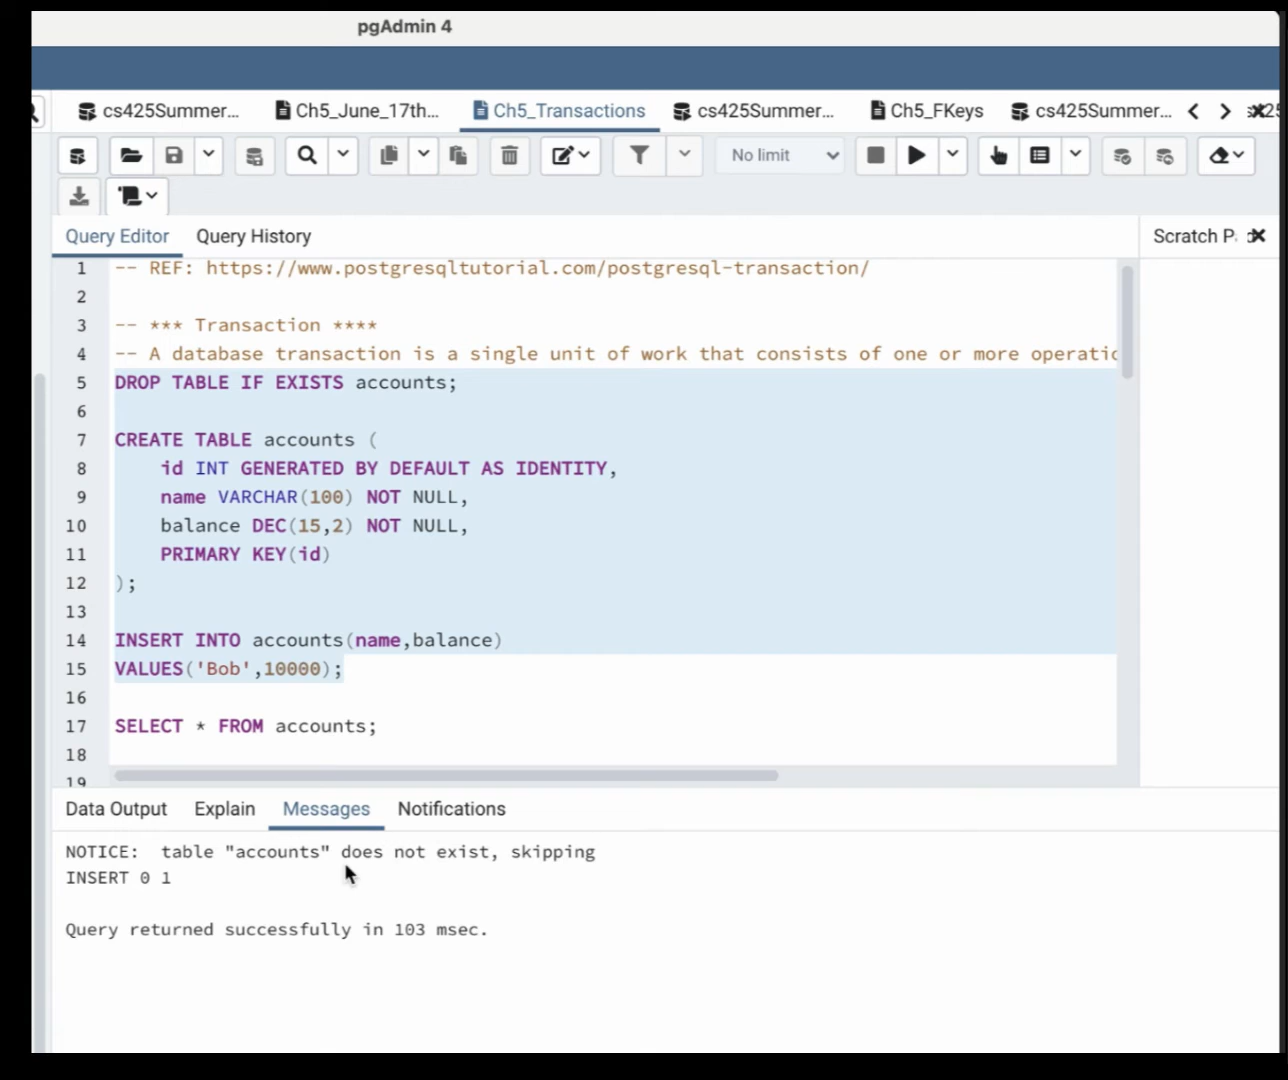 pgAdmin 4
cs425Summer... Ch5_June_17th... Ch5_Transactions cs425Summer... Ch5_FKeys cs425Summer...
No limit
Query Editor Query History Scratch P
1 -- REF: https://www.postgresqltutorial.com/postgresql-transaction/
2
3 -- *** Transaction ****
4 -- A database transaction is a single unit of work that consists of one or more operatic
5 DROP TABLE IF EXISTS accounts;
6
7 CREATE TABLE accounts (
8 id INT GENERATED BY DEFAULT AS IDENTITY,
9 name VARCHAR(100) NOT NULL,
10 balance DEC(15,2) NOT NULL,
11 PRIMARY KEY(id)
12 );
13
14 INSERT INTO accounts(name,balance)
15 VALUES('Bob',10000);
16
17 SELECT * FROM accounts;
18
19
Data Output Explain Messages Notifications
NOTICE: table "accounts" does not exist, skipping
INSERT 0 1
Query returned successfully in 103 msec.